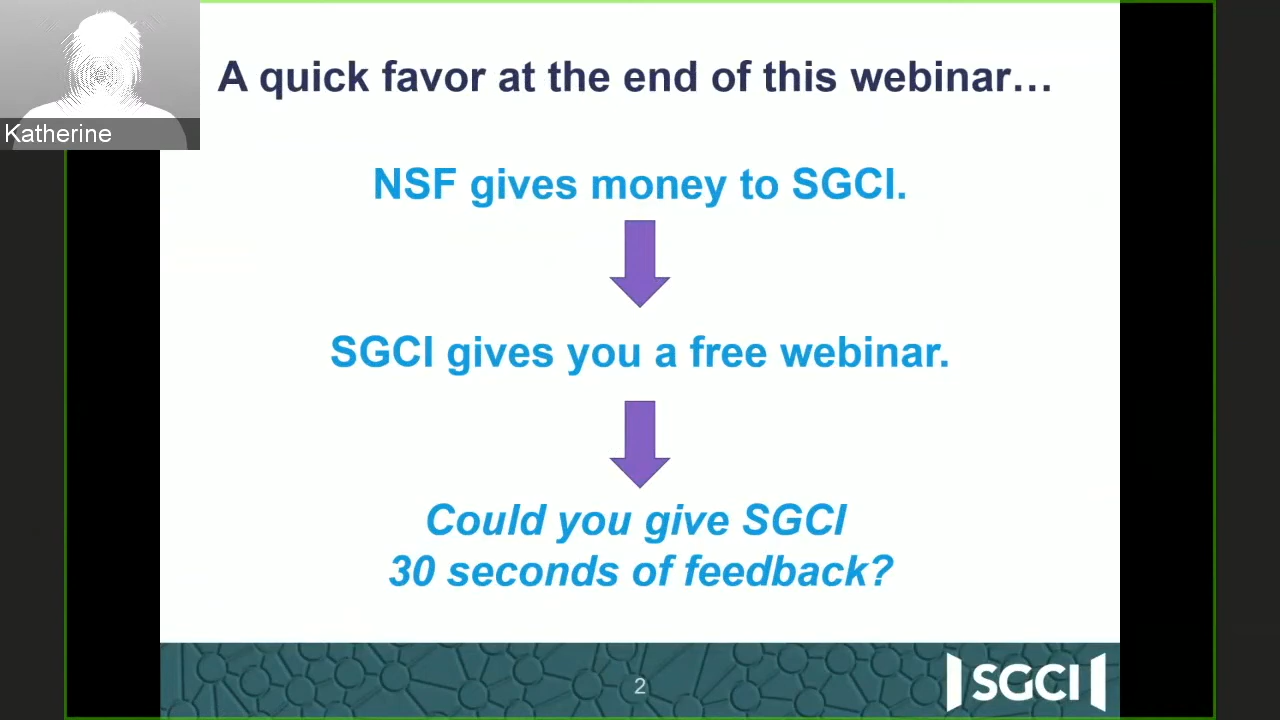 A quick favor at the end of this webinar…
Katherine
NSF gives money to SGCI.
SGCI gives you a free webinar.
Could you give SGCI
30 seconds of feedback?
2
SGCI